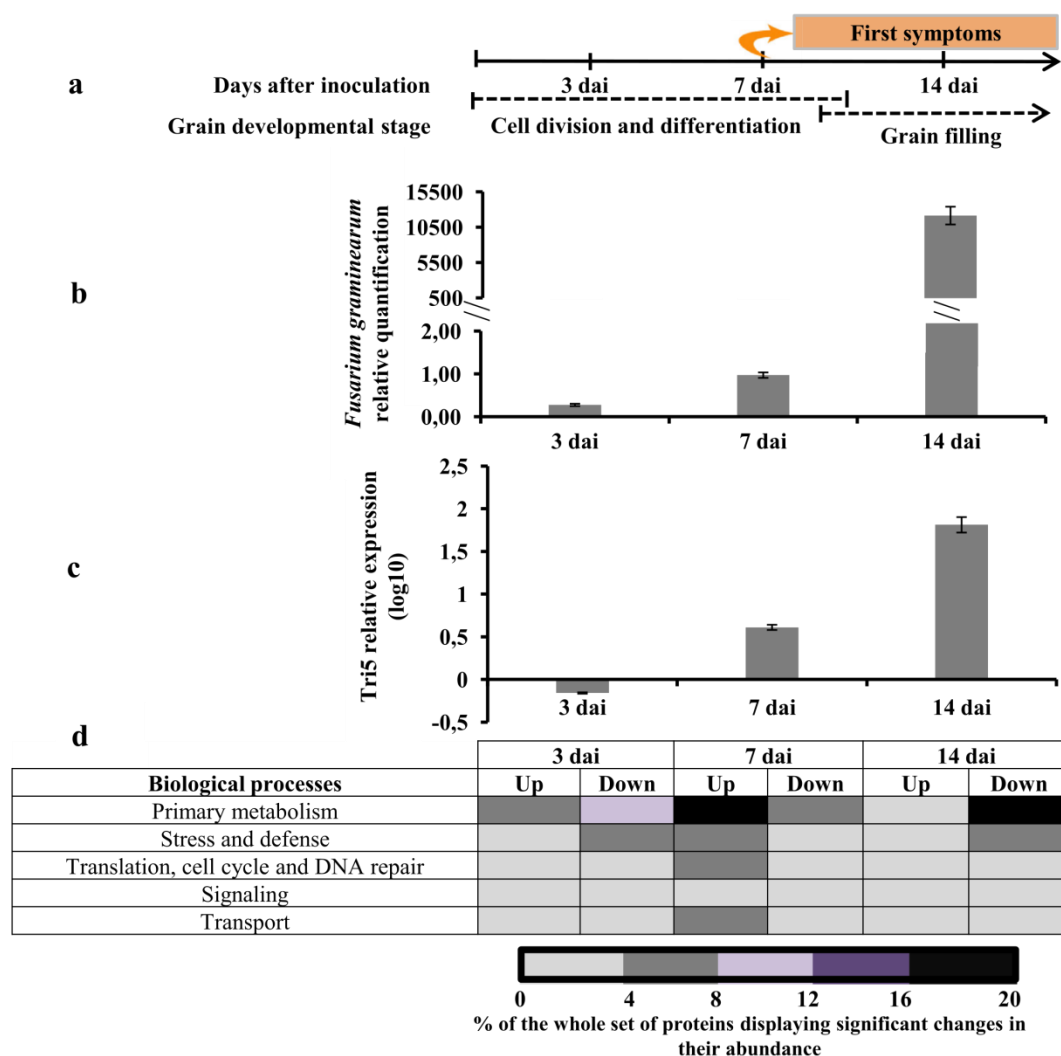 First symptoms
a
Days after inoculation
3 dai
7 dai
14 dai
Grain developmental stage
Cell division and differentiation
Grain filling
b
Fusarium graminearum
relative quantification
15500
10500
5500
500
2,00
1,00
0,00
3 dai
7 dai
14 dai
c
Tri5 relative expression
(log10)
2,5
2
1,5
1
0,5
0
-0,5
3 dai
7 dai
14 dai
d
3 dai 7 dai 14 dai
Biological processes Up Down Up Down Up Down
Primary metabolism
Stress and defense
Translation, cell cycle and DNA repair
Signaling
Transport
0 4 8 12 16 20
% of the whole set of proteins displaying significant changes in
their abundance